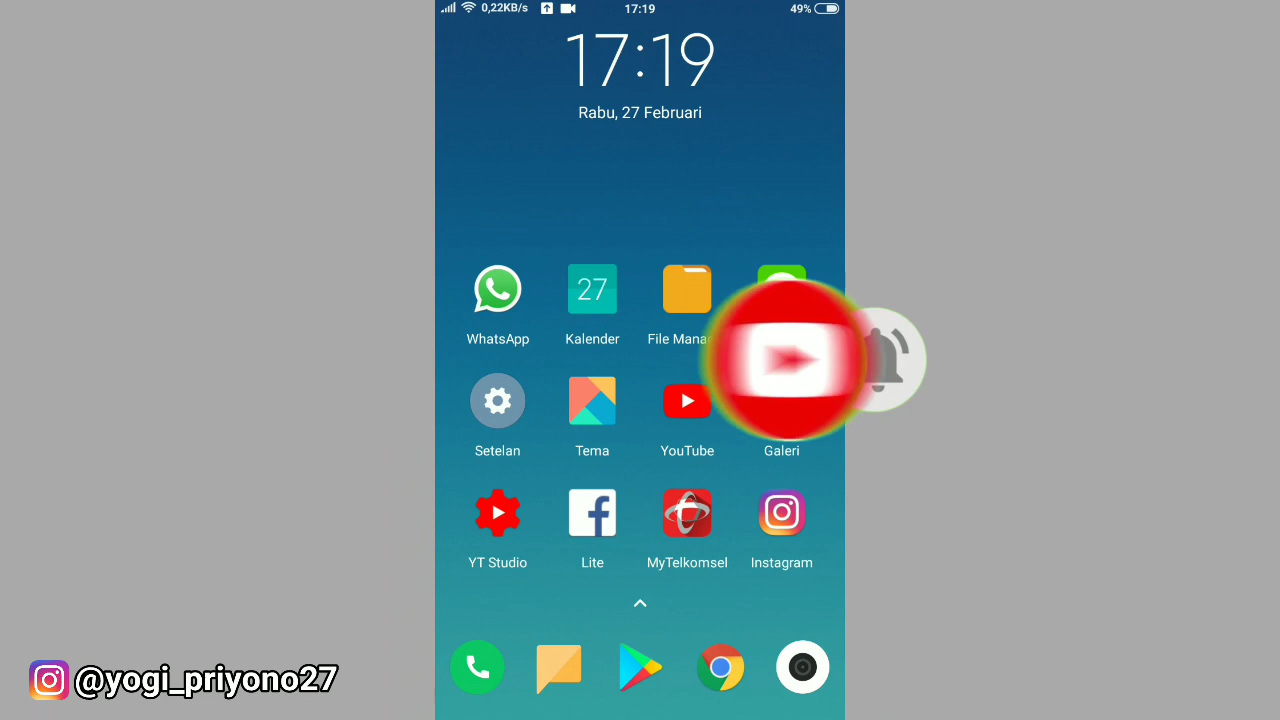 0,22KB/s
17:19
49%
17:19
Rabu, 27 Februari
27
WhatsApp
Kalender
File Mana
Setelan
Tema
YouTube
Galeri
YT Studio
Lite
MyTelkomsel
Instagram
@yogi_priyono27